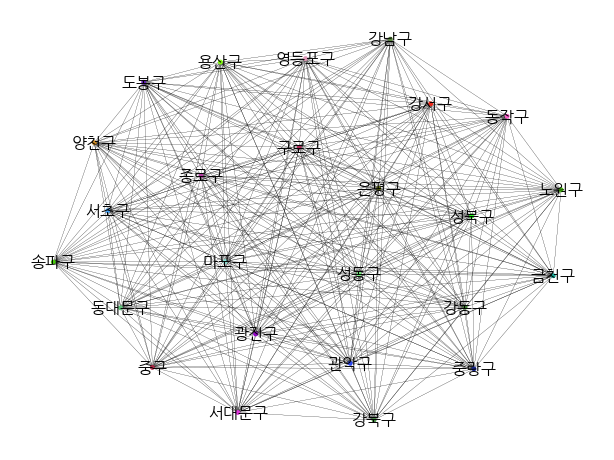 강남구
영등포구
용산구
도봉구
강서구
동작구
양천구
구로구
종로구
은평구
노원구
서초구
성북구
송파구
마포구
성동구
금천구
동대문구
강동구
광진구
관악구
중구
중랑구
서대문구
강북구